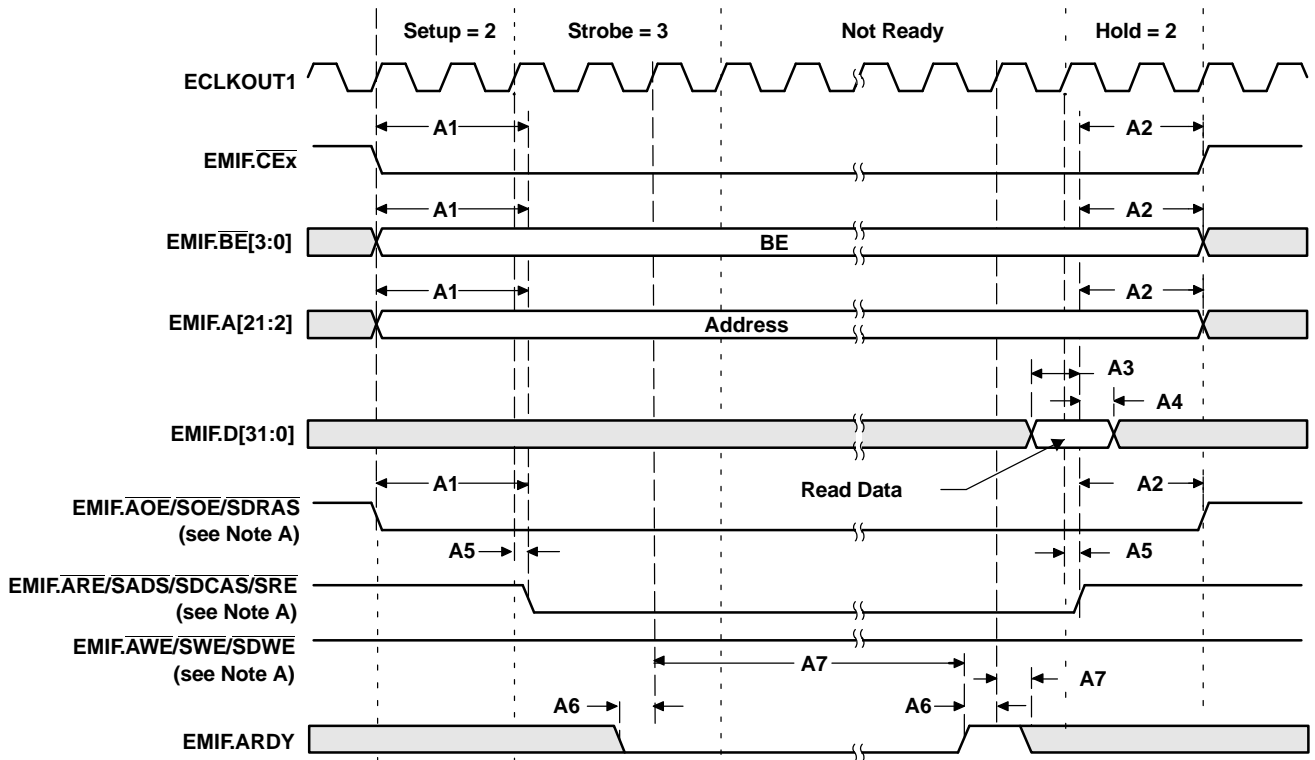 Setup = 2 Strobe = 3 Not Ready Hold = 2
ECLKOUT1
A1 A2
EMIF.CEx
A1 A2
EMIF.BE[3:0] BE
A1 A2
EMIF.A[21:2] Address
A3
A4
EMIF.D[31:0]
A1 Read Data A2
EMIF.AOE/SOE/SDRAS
(see Note A)
A5 A5
EMIF.ARE/SADS/SDCAS/SRE
(see Note A)
EMIF.AWE/SWE/SDWE
(see Note A)
A7 A7
A6 A6
EMIF.ARDY